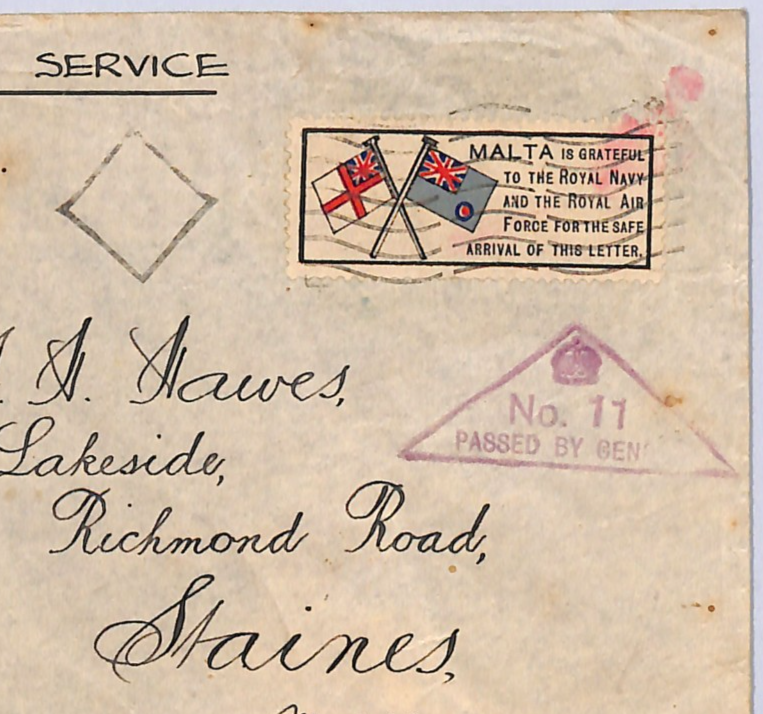 SERVICE
MALTA IS GRATEFUL
TO THE ROYAL NAVY
AND THE ROYAL AIR
FORCE FOR THE SAFE
ARRIVAL OF THIS LETTER.
H. Hawes,
Lakeside,
No. 11
PASSED BY CEN
Richmond Road,
Staines,